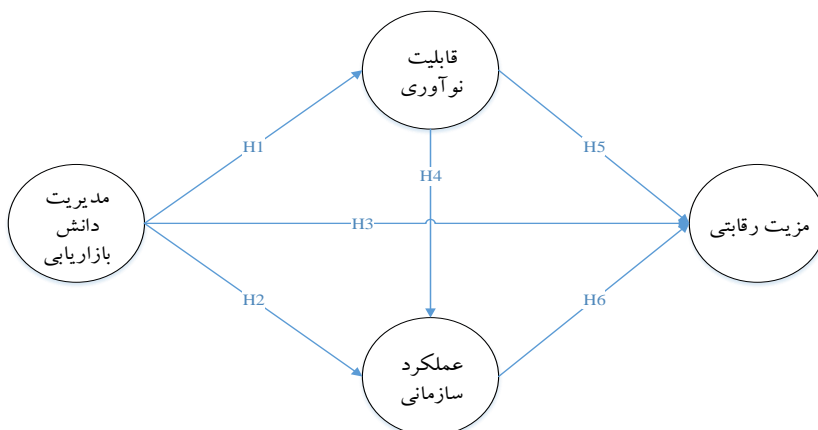 قابلیت
نوآوری
H1
H5
H4
مدیریت
دانش
بازاریابی
H3
مزیت رقابتی
H2
H6
عملکرد
سازمانی